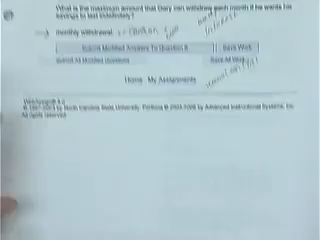 What is the maximum amount that Gary can withdraw each month if he wants his
savings to last indefinitely?
monthly withdrawal
Submit Modified Answers To Question 8 Save Work
Submit All Modified Questions Save All Work
Home My Assignments
WebAssign® 4.0
© 1997-2008 by North Carolina State University. Portions © 2003-2008 by Advanced Instructional Systems, Inc.
All rights reserved.